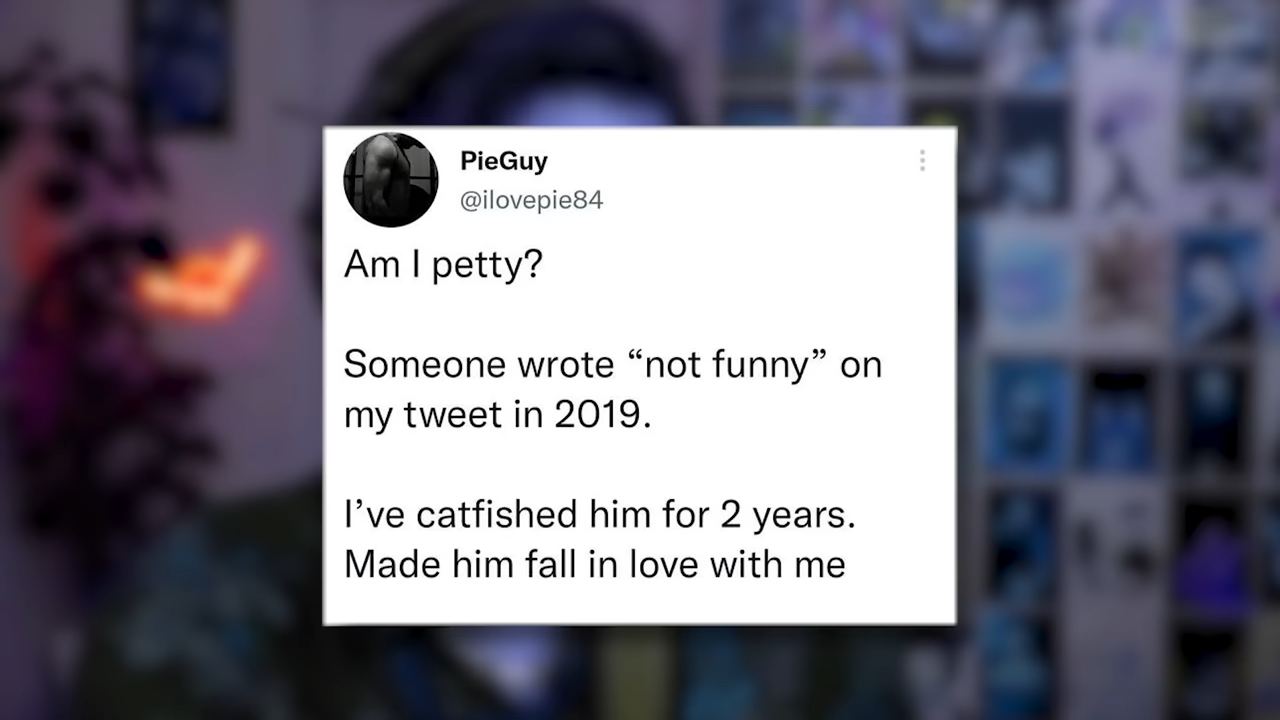 PieGuy
@ilovepie84
Am I petty?
Someone wrote “not funny” on
my tweet in 2019.
I’ve catfished him for 2 years.
Made him fall in love with me